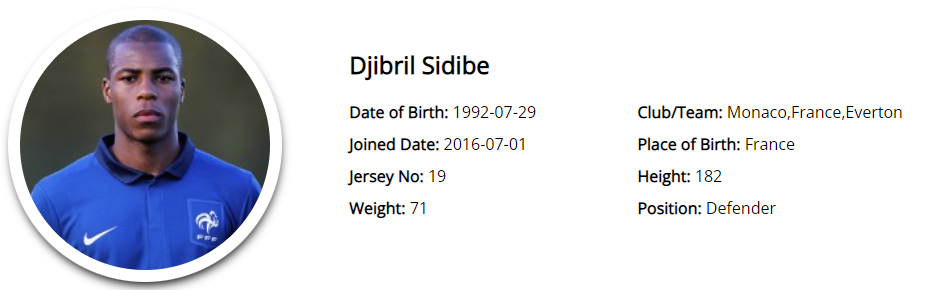 Djibril Sidibe
Date of Birth: 1992-07-29
Club/Team: Monaco,France,Everton
Joined Date: 2016-07-01
Place of Birth: France
Jersey No: 19
Height: 182
Weight: 71
Position: Defender
FFF